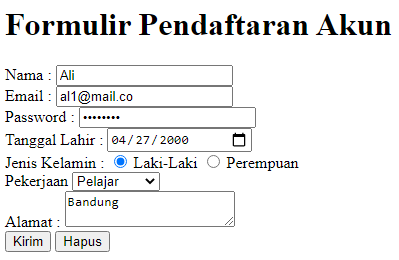 Formulir Pendaftaran Akun
Nama : Ali
Email : al1@mail.co
Password : ••••••••
Tanggal Lahir : 04/27/2000
Jenis Kelamin : Laki-Laki Perempuan
Pekerjaan Pelajar
Alamat : Bandung
Kirim Hapus